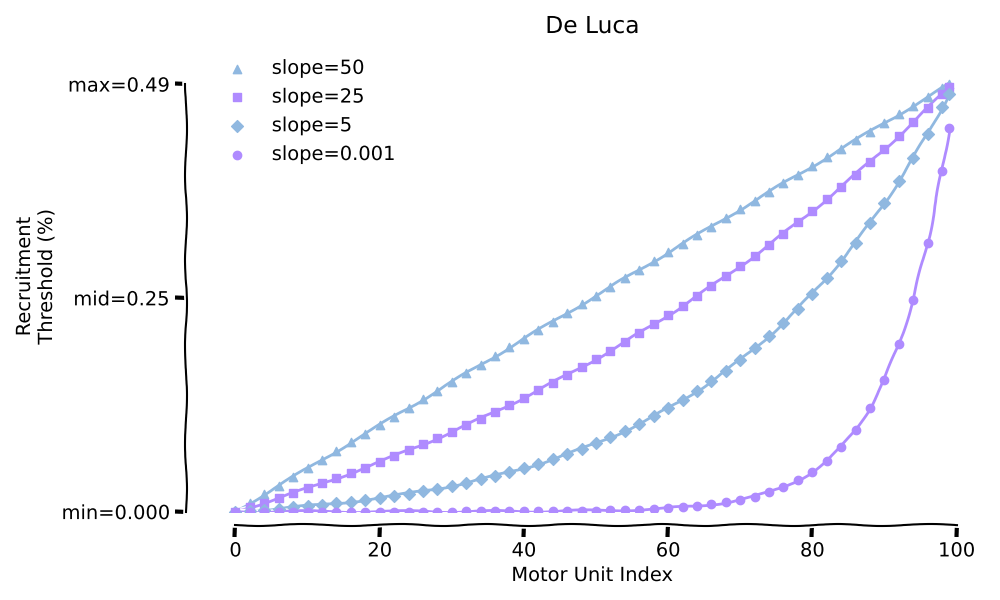 De Luca
slope=50
slope=25
slope=5
slope=0.001
max=0.49
mid=0.25
min=0.000
Recruitment
Threshold (%)
0 20 40 60 80 100
Motor Unit Index